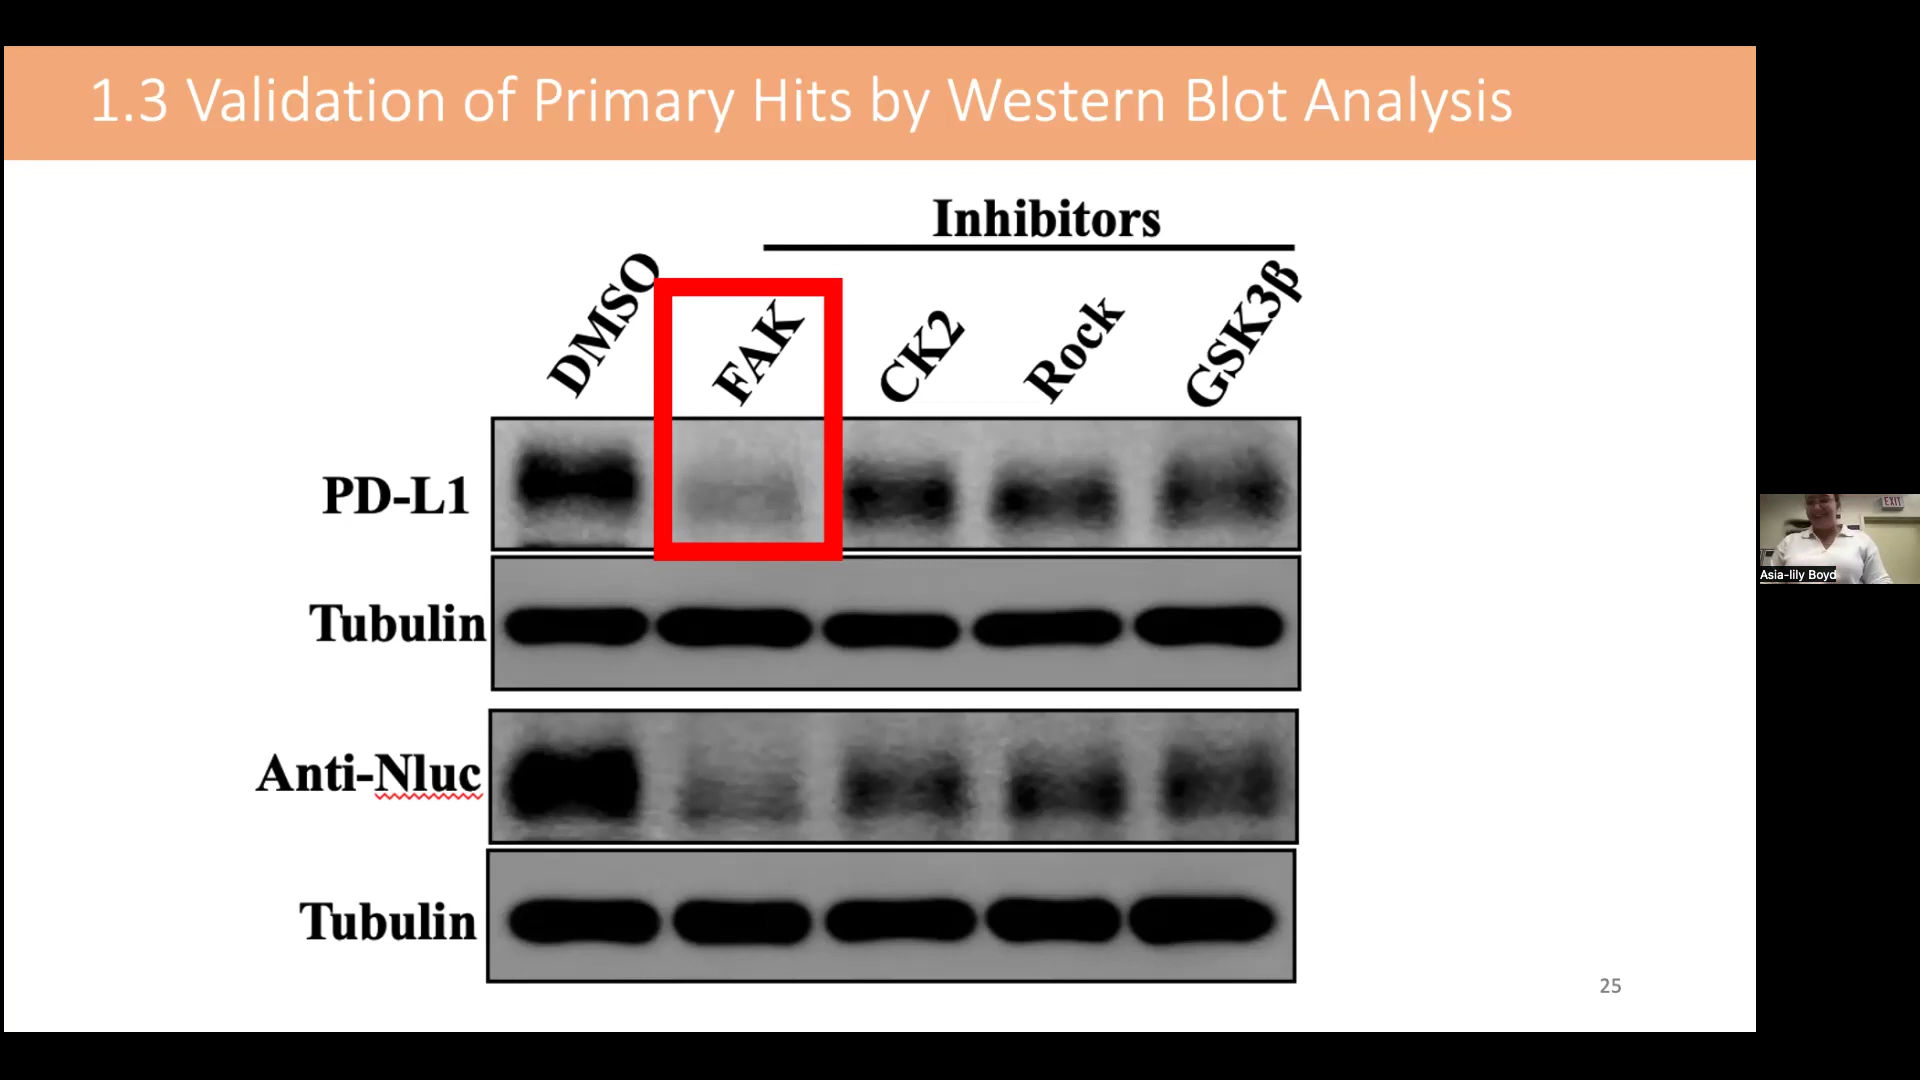 1.3 Validation of Primary Hits by Western Blot Analysis
Inhibitors
DMSO FAK CK2 Rock GSK3β
PD-L1
Tubulin
EXIT
Asia-lily Boyd
Anti-Nluc
Tubulin
25